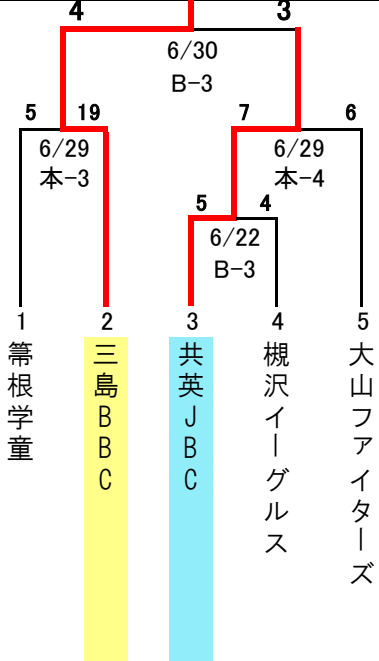 4 3
6/30
B-3
5 19 7 6
6/29 6/29
本-3 本-4
5 4
6/22
B-3
1 2 3 4 5
箒根学童
三島BBC
共英JBC
槻沢イーグルス
大山ファイターズ